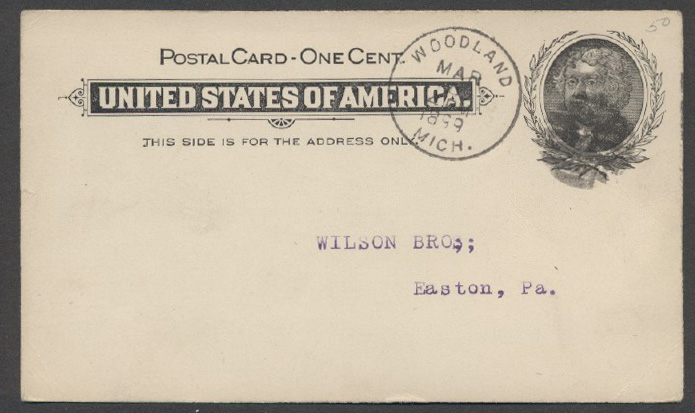 50
POSTAL CARD - ONE CENT.
UNITED STATES OF AMERICA.
THIS SIDE IS FOR THE ADDRESS ONLY.
WOODLAND
MAR
1899
MICH.
WILSON BROS;
Easton, Pa.